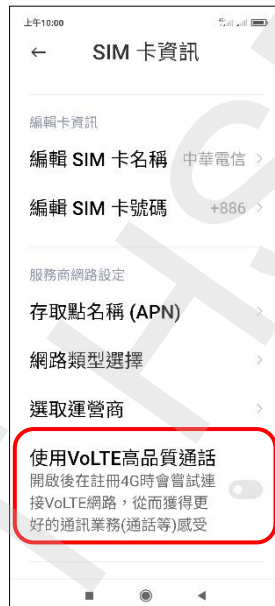 上午10:00
← SIM 卡資訊
編輯卡資訊
編輯 SIM 卡名稱 中華電信 >
編輯 SIM 卡號碼 +886 >
服務商網路設定
存取點名稱 (APN) >
網路類型選擇 >
選取運營商 >
使用VoLTE高品質通話
開啟後在註冊4G時會嘗試連
接VoLTE網路，從而獲得更
好的通訊業務(通話等)感受